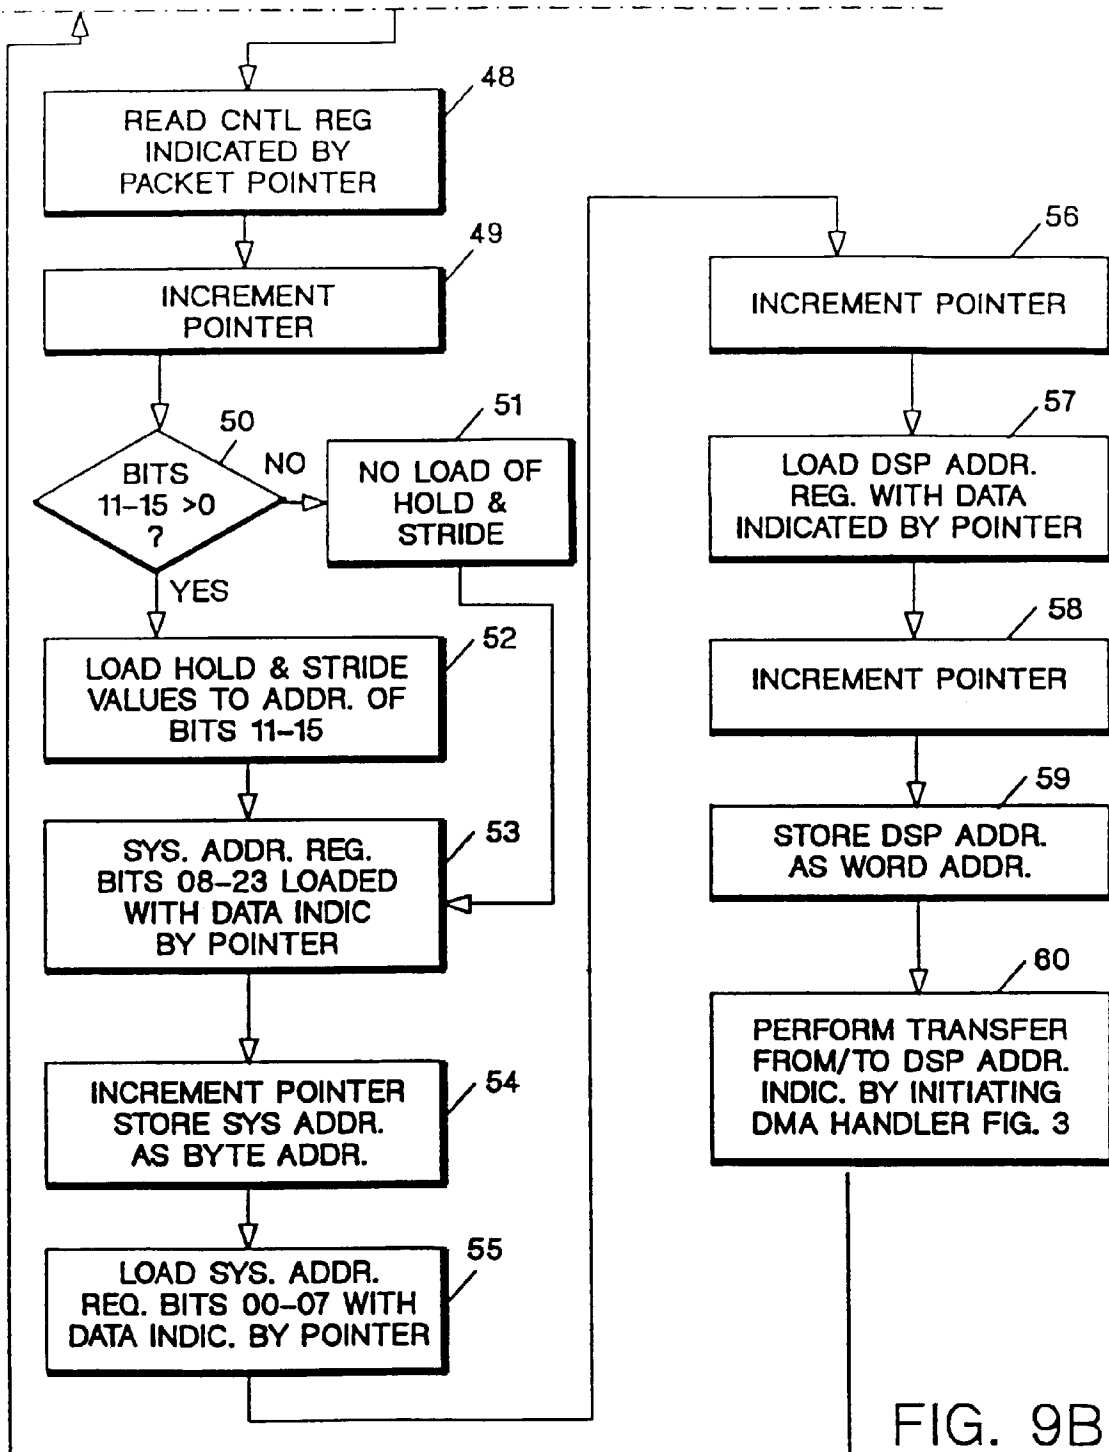 48
READ CNTL REG
INDICATED BY
PACKET POINTER
49
INCREMENT
POINTER
50
BITS
11-15 >0
?
NO
YES
51
NO LOAD OF
HOLD &
STRIDE
52
LOAD HOLD & STRIDE
VALUES TO ADDR. OF
BITS 11-15
53
SYS. ADDR. REG.
BITS 08-23 LOADED
WITH DATA INDIC
BY POINTER
54
INCREMENT POINTER
STORE SYS ADDR.
AS BYTE ADDR.
55
LOAD SYS. ADDR.
REQ. BITS 00-07 WITH
DATA INDIC. BY POINTER
56
INCREMENT POINTER
57
LOAD DSP ADDR.
REG. WITH DATA
INDICATED BY POINTER
58
INCREMENT POINTER
59
STORE DSP ADDR.
AS WORD ADDR.
60
PERFORM TRANSFER
FROM/TO DSP ADDR.
INDIC. BY INITIATING
DMA HANDLER FIG. 3
FIG. 9B